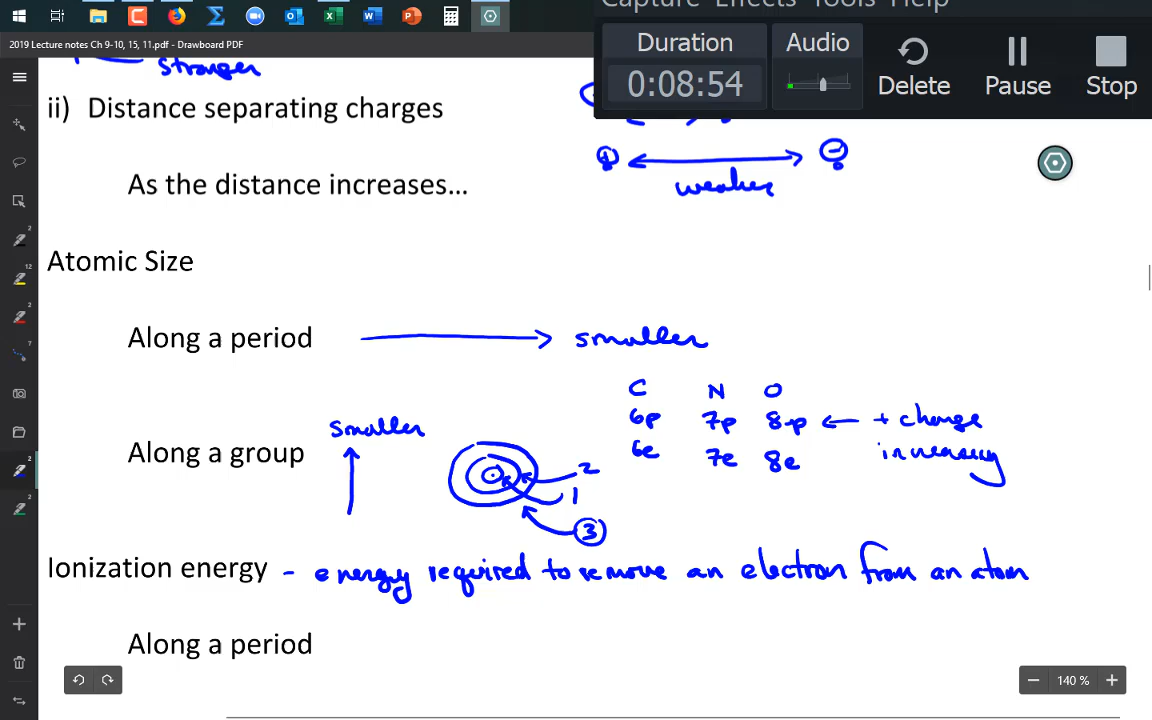 Capture Effects Tools Help
2019 Lecture notes Ch 9-10, 15, 11.pdf - Drawboard PDF
Duration
Audio
0:08:54
Delete
Pause
Stop
stronger
ii) Distance separating charges
As the distance increases...
weaker
Atomic Size
Along a period
smaller
C N O
6p 7p 8p ← + charge
6e 7e 8e increasing
Along a group
smaller
2
1
3
Ionization energy - energy required to remove an electron from an atom
Along a period
140 %